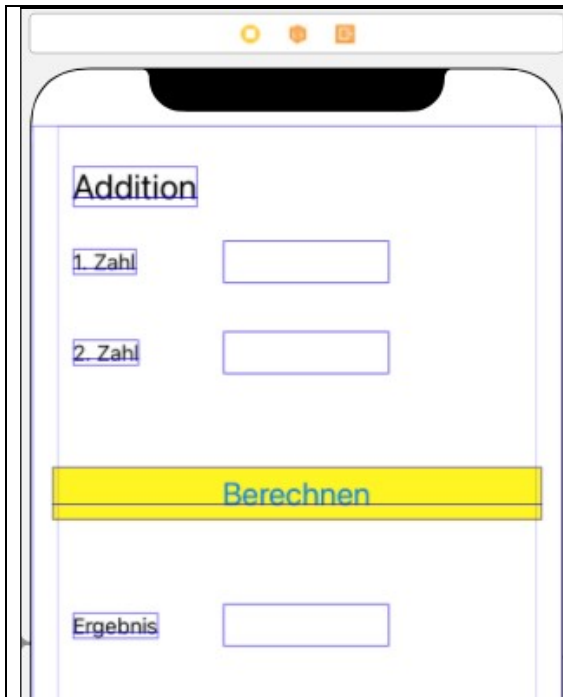 Addition
1. Zahl
2. Zahl
Berechnen
Ergebnis